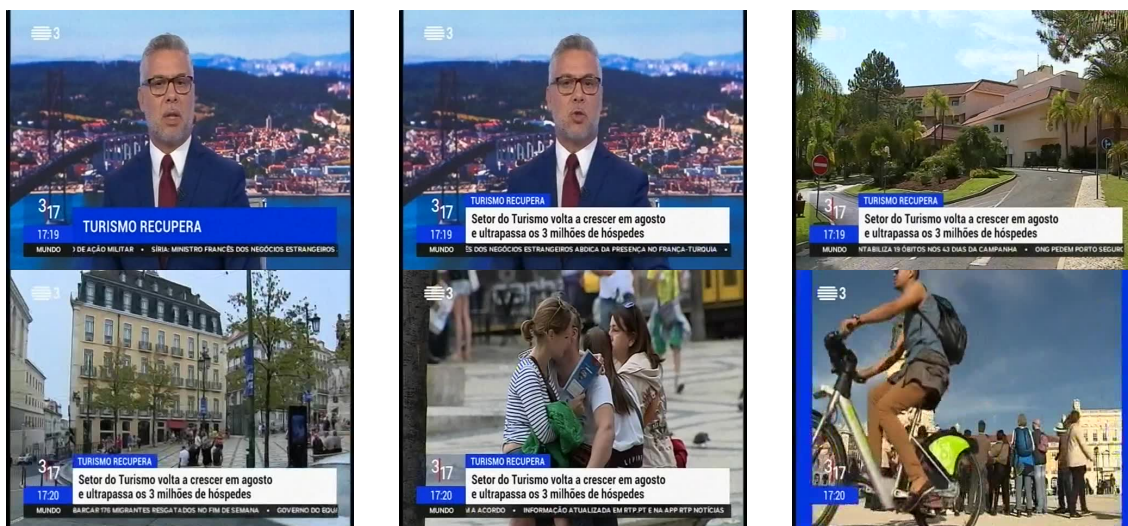 3
3
17
TURISMO RECUPERA
17:19
MUNDO
O DE AÇÃO MILITAR • SÍRIA: MINISTRO FRANCÊS DOS NEGÓCIOS ESTRANGEIROS
3
TURISMO RECUPERA
3
17
Setor do Turismo volta a crescer em agosto
e ultrapassa os 3 milhões de hóspedes
17:19
MUNDO
ÊS DOS NEGÓCIOS ESTRANGEIROS ABDICA DA PRESENÇA NO FRANÇA-TURQUIA •
TURISMO RECUPERA
3
17
Setor do Turismo volta a crescer em agosto
e ultrapassa os 3 milhões de hóspedes
17:19
MUNDO
NTABILIZA 19 ÓBITOS NOS 43 DIAS DA CAMPANHA • ONG PEDEM PORTO SEGURO
3
TURISMO RECUPERA
3
17
Setor do Turismo volta a crescer em agosto
e ultrapassa os 3 milhões de hóspedes
17:20
MUNDO
BARCAR 176 MIGRANTES RESGATADOS NO FIM DE SEMANA • GOVERNO DO EQUA
3
TURISMO RECUPERA
3
17
Setor do Turismo volta a crescer em agosto
e ultrapassa os 3 milhões de hóspedes
17:20
MUNDO
M A ACORDO • INFORMAÇÃO ATUALIZADA EM RTP.PT E NA APP RTP NOTÍCIAS
3
3
17
17:20